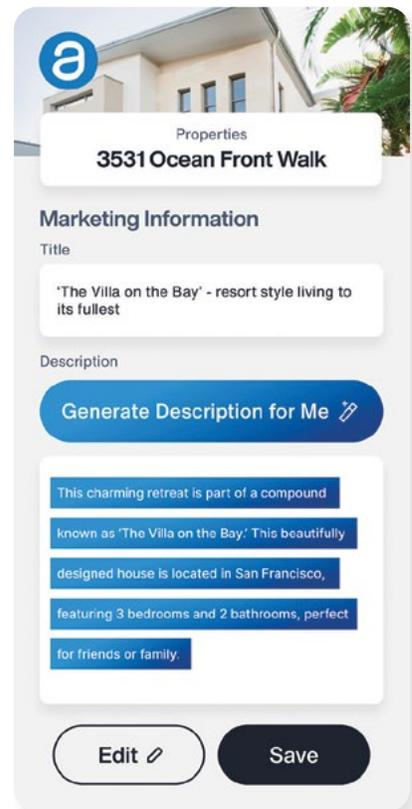 a
Properties
3531 Ocean Front Walk
Marketing Information
Title
'The Villa on the Bay' - resort style living to
its fullest
Description
Generate Description for Me
This charming retreat is part of a compound
known as 'The Villa on the Bay.' This beautifully
designed house is located in San Francisco,
featuring 3 bedrooms and 2 bathrooms, perfect
for friends or family.
Edit
Save